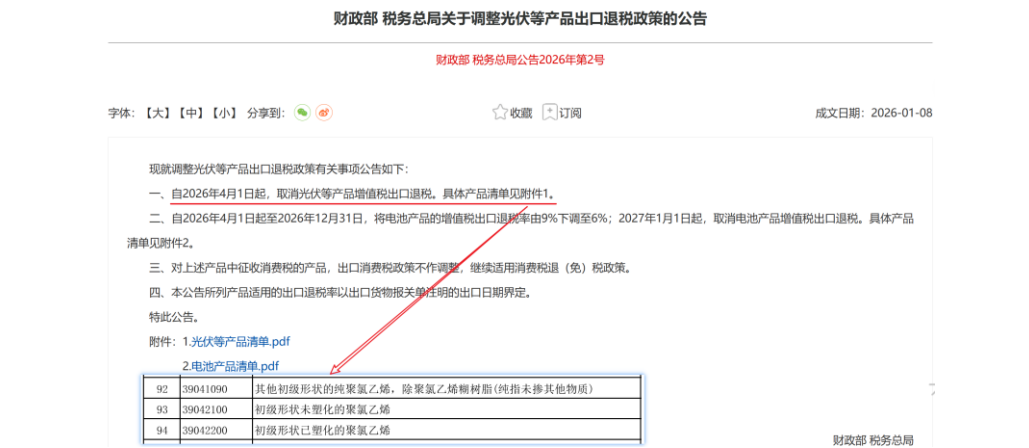 财政部 税务总局关于调整光伏等产品出口退税政策的公告
财政部 税务总局公告2026年第2号
字体：【大】【中】【小】 分享到： 收藏 订阅 成文日期：2026-01-08
现就调整光伏等产品出口退税政策有关事项公告如下：
一、自2026年4月1日起，取消光伏等产品增值税出口退税。具体产品清单见附件1。
二、自2026年4月1日起至2026年12月31日，将电池产品的增值税出口退税率由9%下调至6%；2027年1月1日起，取消电池产品增值税出口退税。具体产品
清单见附件2。
三、对上述产品中征收消费税的产品，出口消费税政策不作调整，继续适用消费税退（免）税政策。
四、本公告所列产品适用的出口退税率以出口货物报关单注明的出口日期界定。
特此公告。
附件：1.光伏等产品清单.pdf
2.电池产品清单.pdf
92 39041090 其他初级形状的纯聚氯乙烯，除聚氯乙烯糊树脂(纯指未掺其他物质)
93 39042100 初级形状未塑化的聚氯乙烯
94 39042200 初级形状已塑化的聚氯乙烯
财政部 税务总局